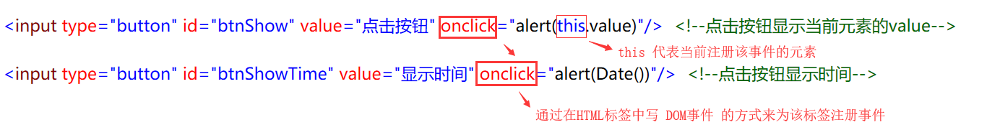 <input type="button" id="btnShow" value="点击按钮" onclick="alert(this.value)"/> <!--点击按钮显示当前元素的value-->
this 代表当前注册该事件的元素
<input type="button" id="btnShowTime" value="显示时间" onclick="alert(Date())"/> <!--点击按钮显示时间-->
通过在HTML标签中写 DOM事件 的方式来为该标签注册事件